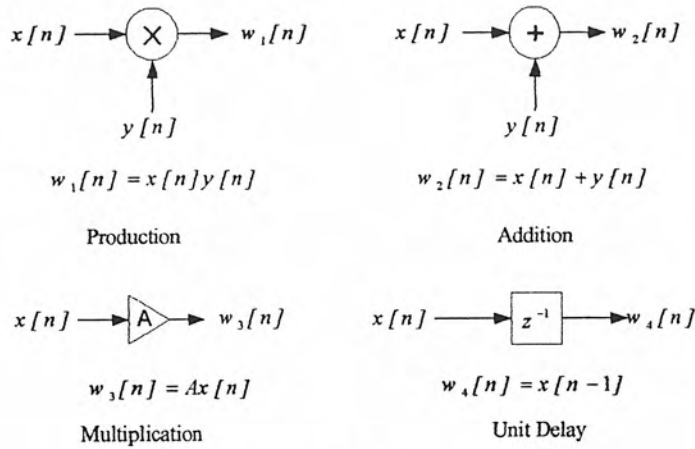 x[n] × w₁[n]
y[n]
w₁[n] = x[n]y[n]
Production
x[n] + w₂[n]
y[n]
w₂[n] = x[n] + y[n]
Addition
x[n] A w₃[n]
w₃[n] = Ax[n]
Multiplication
x[n] z⁻¹ w₄[n]
w₄[n] = x[n − 1]
Unit Delay